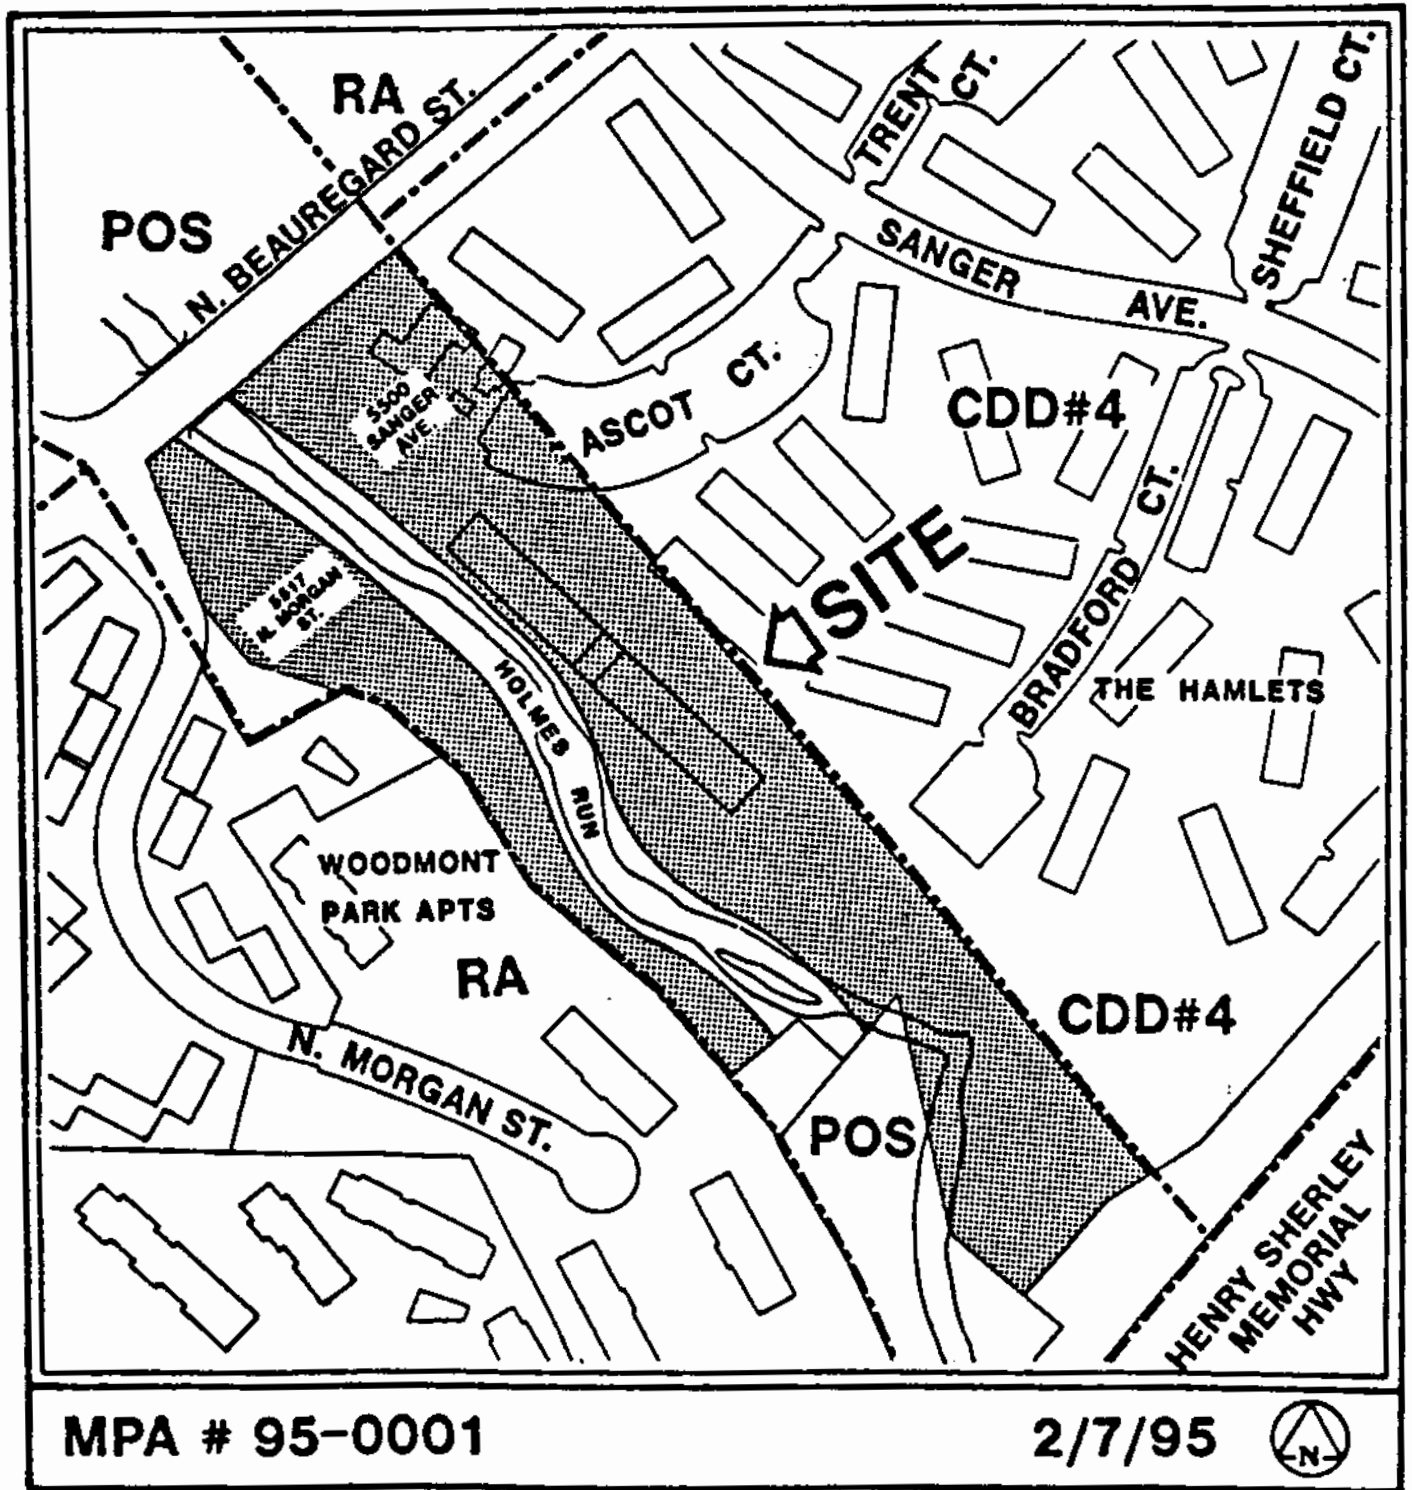 RA
N. BEAUREGARD ST.
POS
TRENT CT.
SHEFFIELD CT.
SANGER AVE.
5500
SANGER
AVE.
ASCOT CT.
CDD#4
SITE
BRADFORD CT.
5517
N. MORGAN
ST.
HOLMES RUN
THE HAMLETS
WOODMONT
PARK APTS
RA
CDD#4
N. MORGAN ST.
POS
HENRY SHERLEY
MEMORIAL
HWY
MPA # 95-0001
2/7/95
N